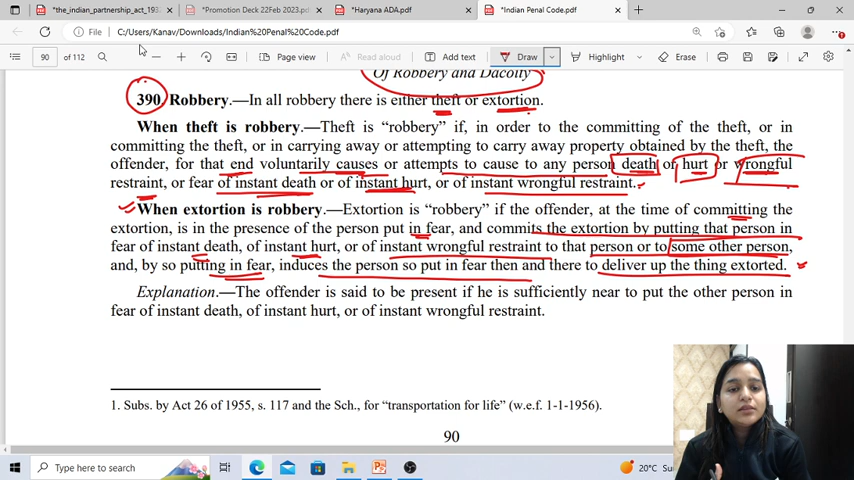 *the_indian_partnership_act_193
*Promotion Deck 22Feb 2023.pdf
*Haryana ADA.pdf
*Indian Penal Code.pdf
File
C:/Users/Kanav/Downloads/Indian%20Penal%20Code.pdf
90 of 112
Page view
Read aloud
Add text
Draw
Highlight
Erase
Of Robbery and Dacoity
390. Robbery.—In all robbery there is either theft or extortion.
When theft is robbery.—Theft is “robbery” if, in order to the committing of the theft, or in
committing the theft, or in carrying away or attempting to carry away property obtained by the theft, the
offender, for that end voluntarily causes or attempts to cause to any person death or hurt or wrongful
restraint, or fear of instant death or of instant hurt, or of instant wrongful restraint.
When extortion is robbery.—Extortion is “robbery” if the offender, at the time of committing the
extortion, is in the presence of the person put in fear, and commits the extortion by putting that person in
fear of instant death, of instant hurt, or of instant wrongful restraint to that person or to some other person,
and, by so putting in fear, induces the person so put in fear then and there to deliver up the thing extorted.
Explanation.—The offender is said to be present if he is sufficiently near to put the other person in
fear of instant death, of instant hurt, or of instant wrongful restraint.
1. Subs. by Act 26 of 1955, s. 117 and the Sch., for “transportation for life” (w.e.f. 1-1-1956).
90
Type here to search
20°C